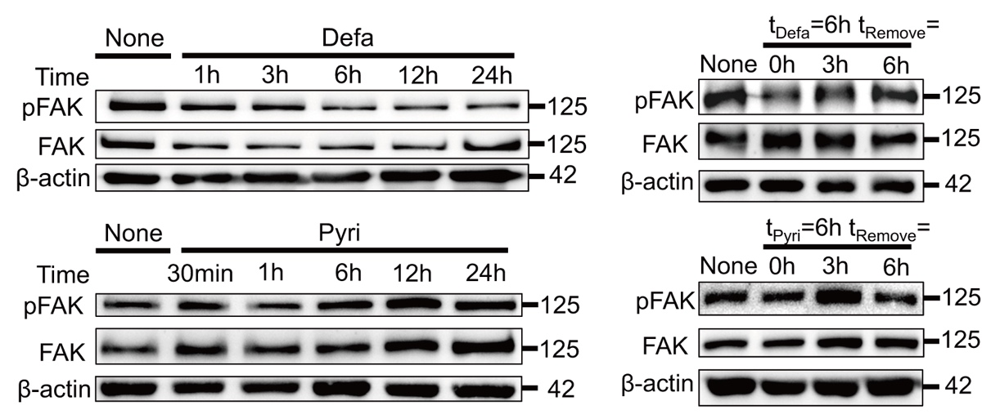 None Defa
Time 1h 3h 6h 12h 24h
pFAK 125
FAK 125
β-actin 42
tDefa=6h tRemove=
None 0h 3h 6h
pFAK 125
FAK 125
β-actin 42
None Pyri
Time 30min 1h 6h 12h 24h
pFAK 125
FAK 125
β-actin 42
tPyri=6h tRemove=
None 0h 3h 6h
pFAK 125
FAK 125
β-actin 42